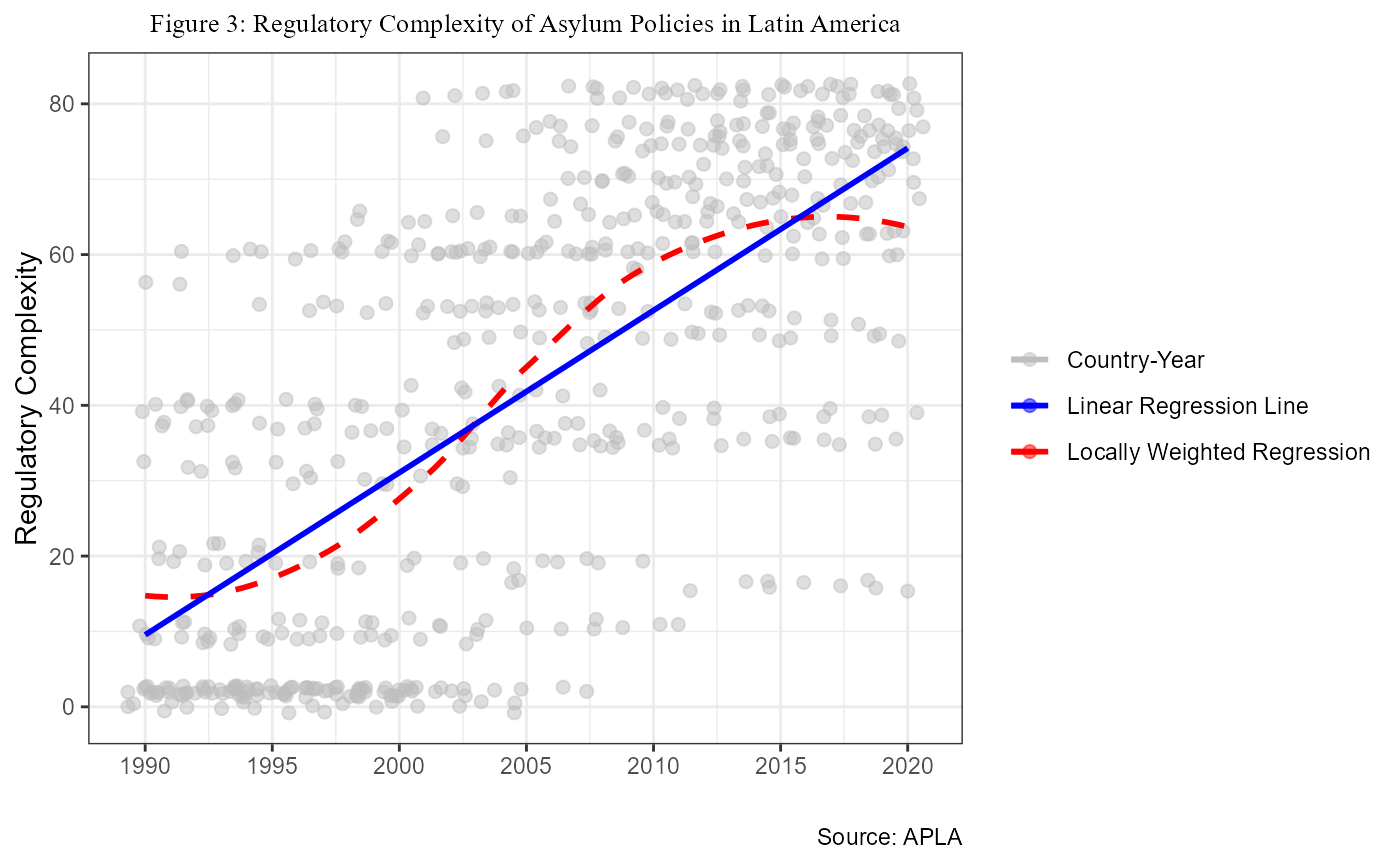 Figure 3: Regulatory Complexity of Asylum Policies in Latin America
Regulatory Complexity
80
60
40
20
0
1990 1995 2000 2005 2010 2015 2020
Country-Year
Linear Regression Line
Locally Weighted Regression
Source: APLA